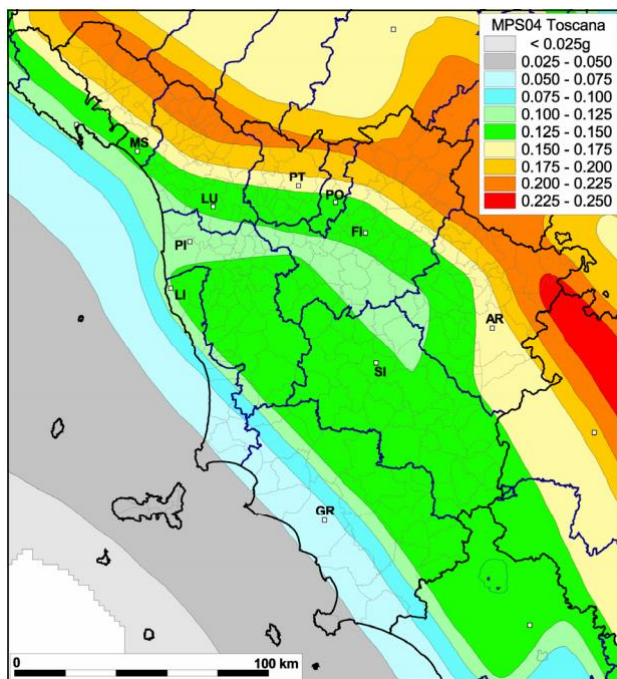 MPS04 Toscana
< 0.025g
0.025 - 0.050
0.050 - 0.075
0.075 - 0.100
0.100 - 0.125
0.125 - 0.150
0.150 - 0.175
0.175 - 0.200
0.200 - 0.225
0.225 - 0.250
MS
PT
LU
PO
FI
PI
LI
AR
SI
GR
0 100 km